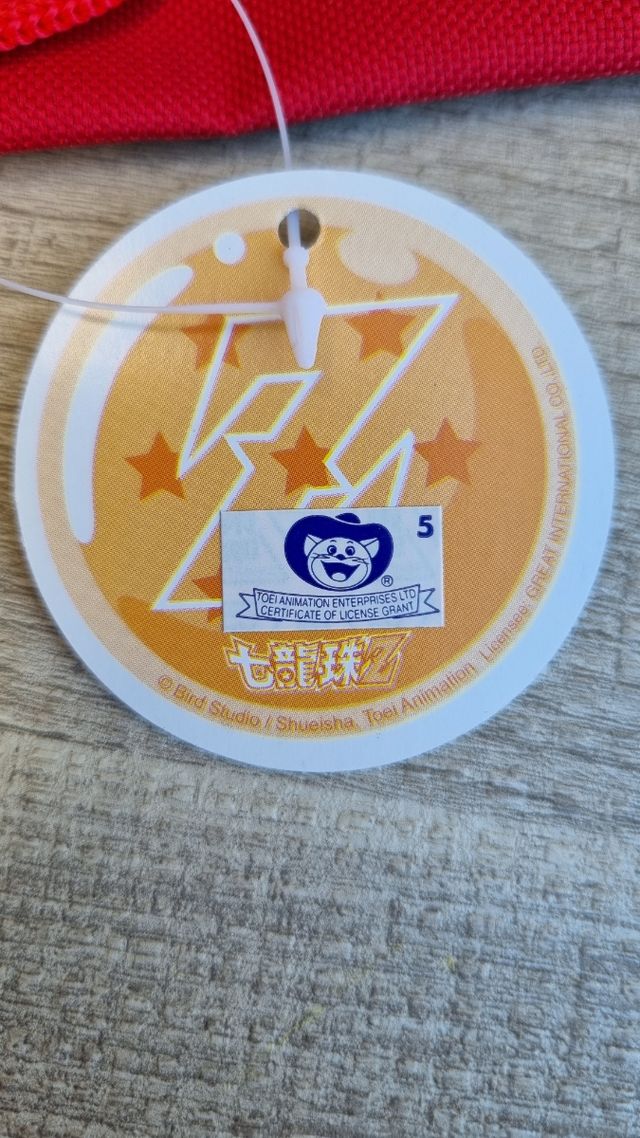 Z
5
®
TOEI ANIMATION ENTERPRISES LTD
CERTIFICATE OF LICENSE GRANT
七龍珠Z
© Bird Studio / Shueisha, Toei Animation Licensee: GREAT INTERNATIONAL CO. LTD.